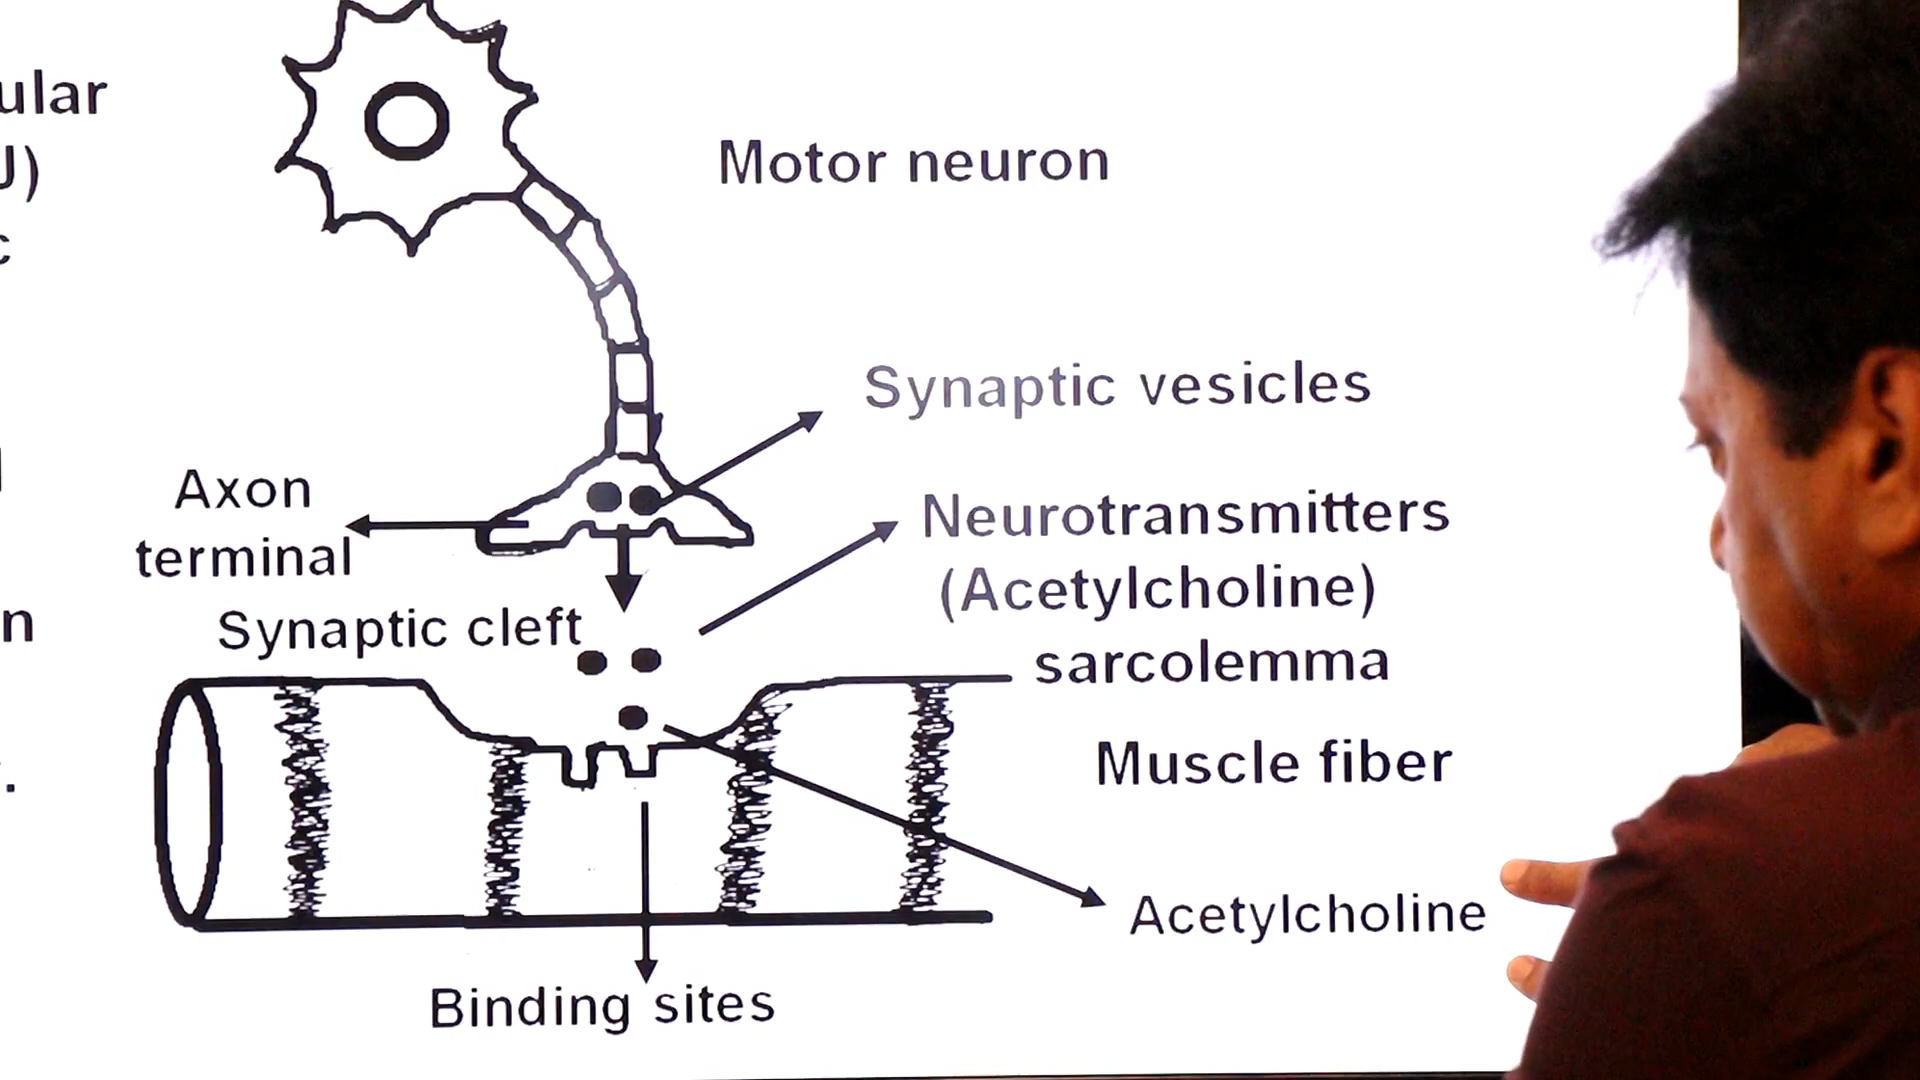 ular
Motor neuron
Synaptic vesicles
Axon
terminal
Neurotransmitters
(Acetylcholine)
Synaptic cleft
sarcolemma
Muscle fiber
Acetylcholine
Binding sites